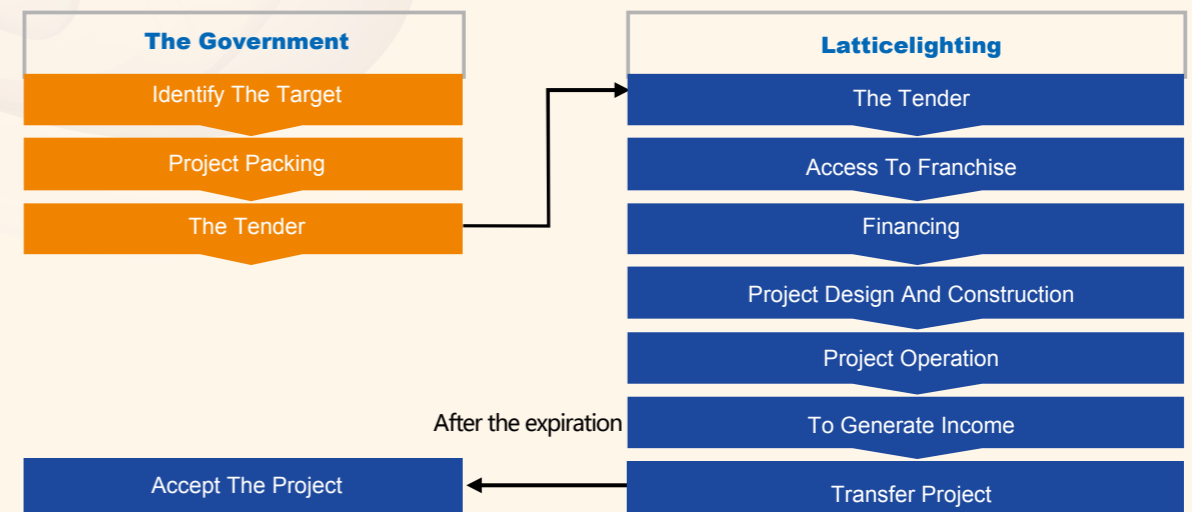 The Government
Identify The Target
Project Packing
The Tender
Accept The Project
Latticelighting
The Tender
Access To Franchise
Financing
Project Design And Construction
Project Operation
After the expiration
To Generate Income
Transfer Project